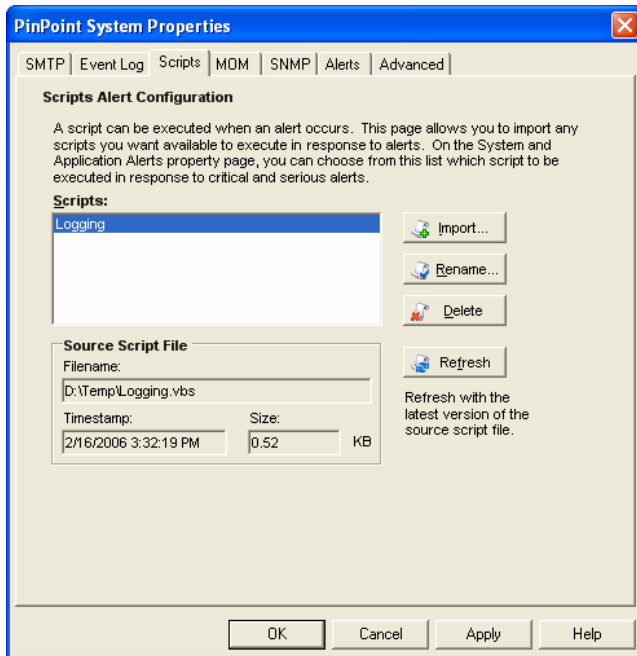 PinPoint System Properties
SMTP Event Log Scripts MOM SNMP Alerts Advanced
Scripts Alert Configuration
A script can be executed when an alert occurs. This page allows you to import any
scripts you want available to execute in response to alerts. On the System and
Application Alerts property page, you can choose from this list which script to be
executed in response to critical and serious alerts.
Scripts:
Logging
Import...
Rename...
Delete
Source Script File
Filename:
D:\Temp\Logging.vbs
Timestamp: Size:
2/16/2006 3:32:19 PM 0.52 KB
Refresh
Refresh with the
latest version of the
source script file.
OK Cancel Apply Help